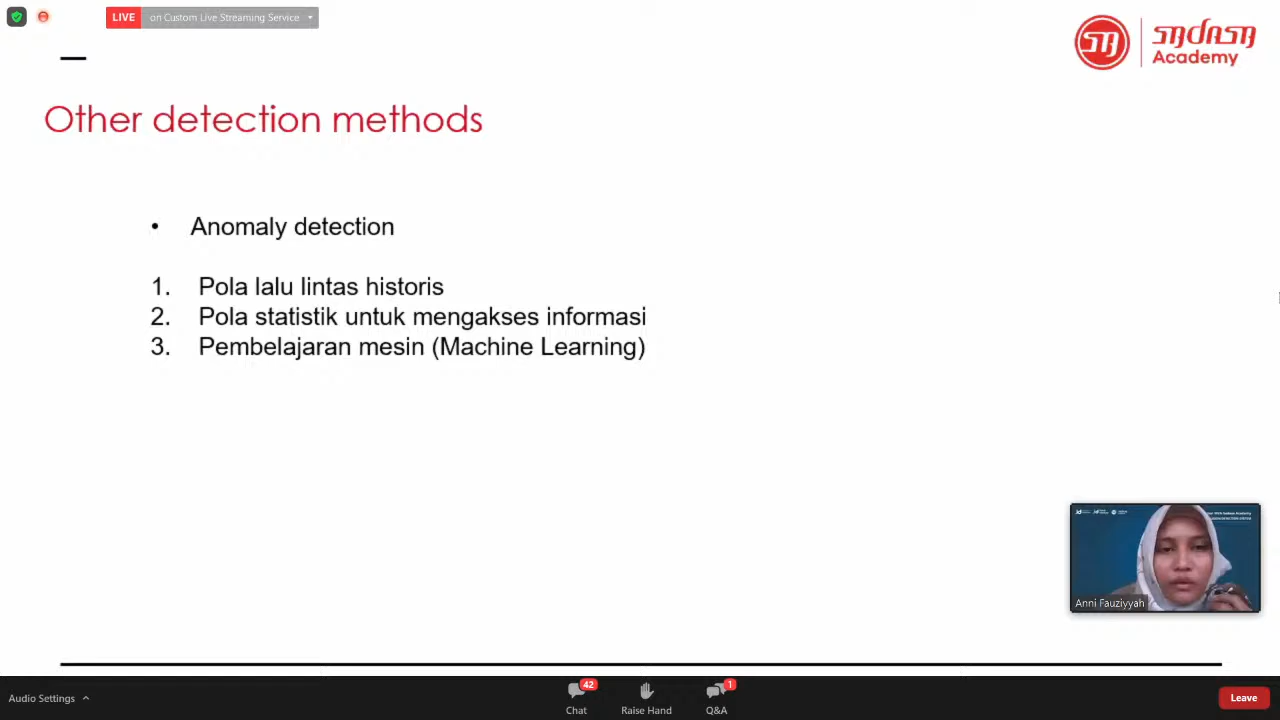 LIVE on Custom Live Streaming Service
SADASA
Academy
Other detection methods
• Anomaly detection
1. Pola lalu lintas historis
2. Pola statistik untuk mengakses informasi
3. Pembelajaran mesin (Machine Learning)
Anni Fauziyyah
Audio Settings
42
Chat
Raise Hand
1
Q&A
Leave